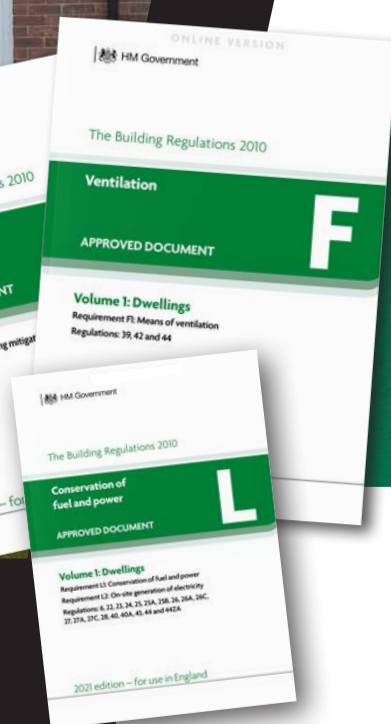 ONLINE VERSION
HM Government
The Building Regulations 2010
Ventilation
F
APPROVED DOCUMENT
Volume 1: Dwellings
Requirement F1: Means of ventilation
Regulations: 39, 42 and 44
s 2010
NT
ng mitigat
– for
HM Government
The Building Regulations 2010
Conservation of
fuel and power
L
APPROVED DOCUMENT
Volume 1: Dwellings
Requirement L1: Conservation of fuel and power
Requirement L2: On-site generation of electricity
Regulations: 6, 22, 23, 24, 25, 25A, 25B, 26, 26A, 26C,
27, 27A, 27C, 28, 40, 40A, 43, 44 and 44ZA
2021 edition – for use in England